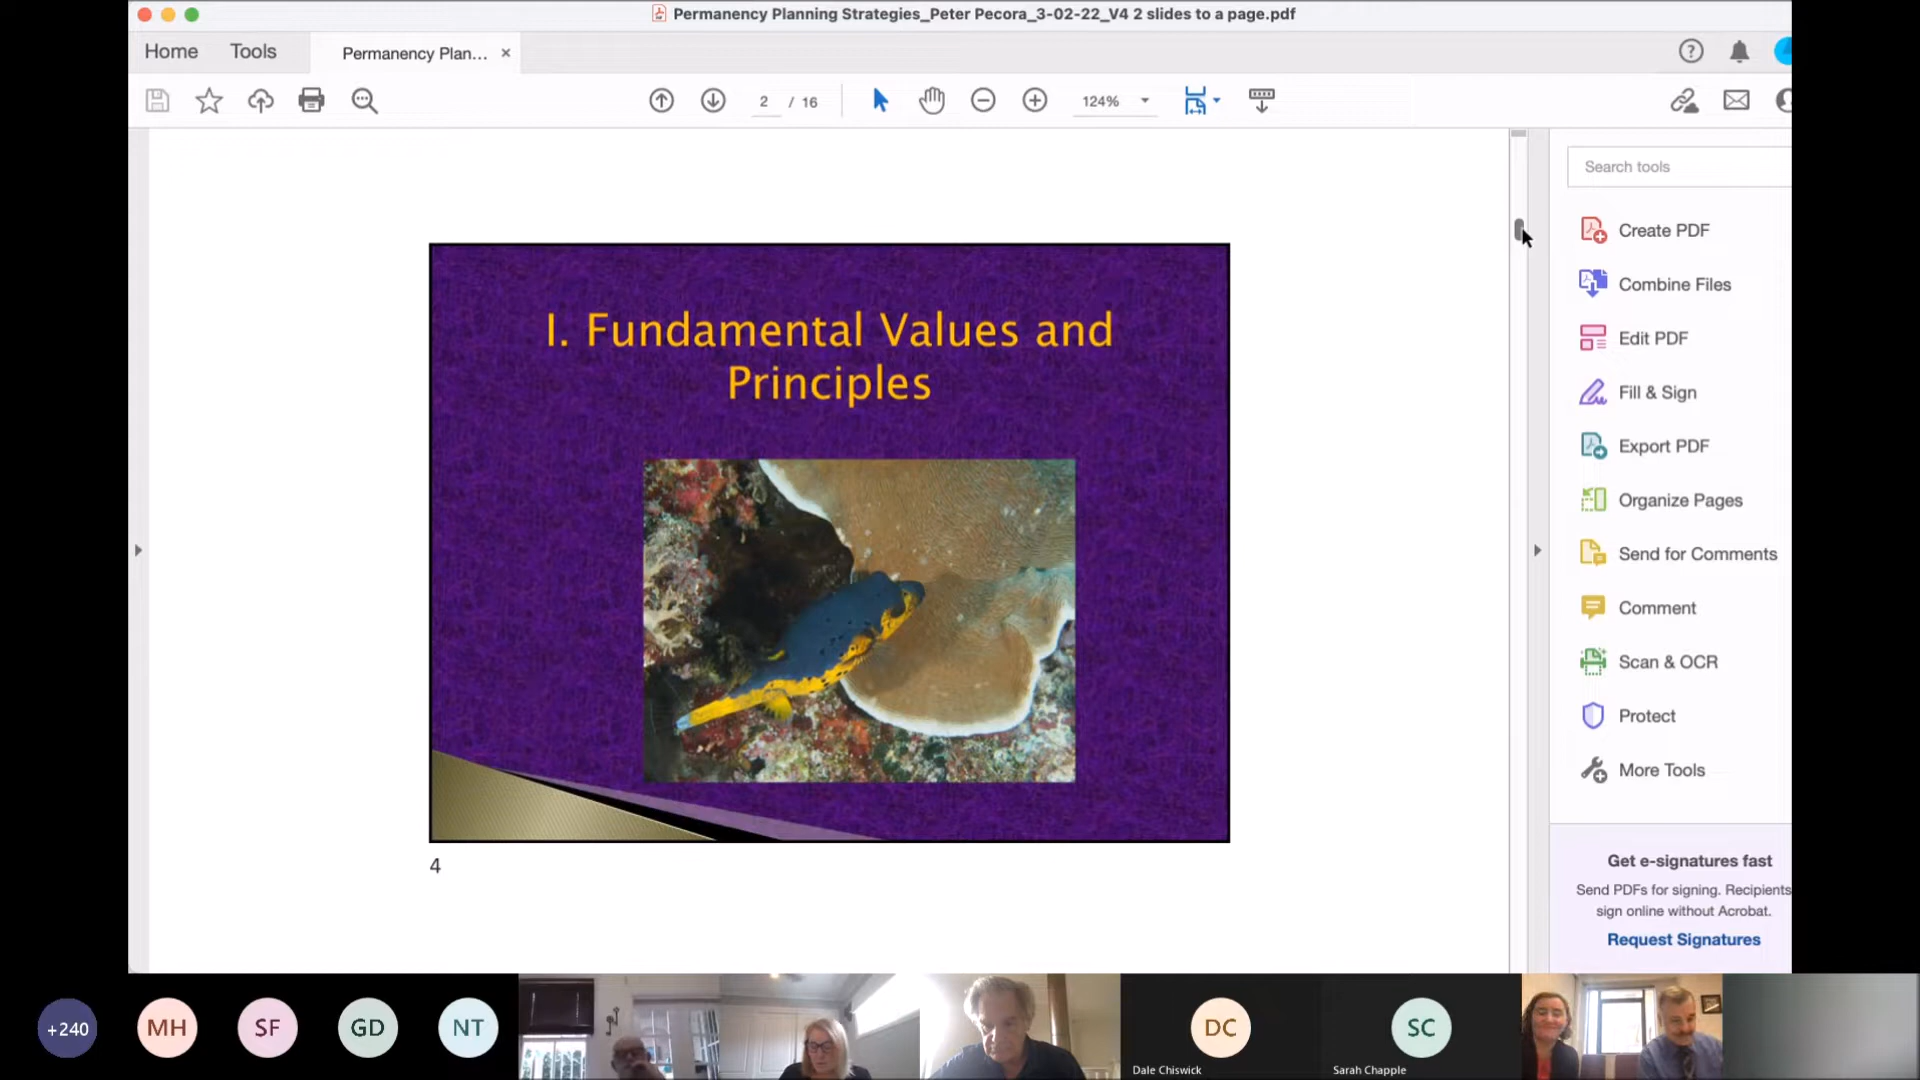 Permanency Planning Strategies_Peter Pecora_3-02-22_V4 2 slides to a page.pdf
Home
Tools
Permanency Plan...
2 / 16
124%
Search tools
I. Fundamental Values and
Principles
4
Create PDF
Combine Files
Edit PDF
Fill & Sign
Export PDF
Organize Pages
Send for Comments
Comment
Scan & OCR
Protect
More Tools
Get e-signatures fast
Send PDFs for signing. Recipients
sign online without Acrobat.
Request Signatures
+240
MH
SF
GD
NT
DC
Dale Chiswick
SC
Sarah Chapple